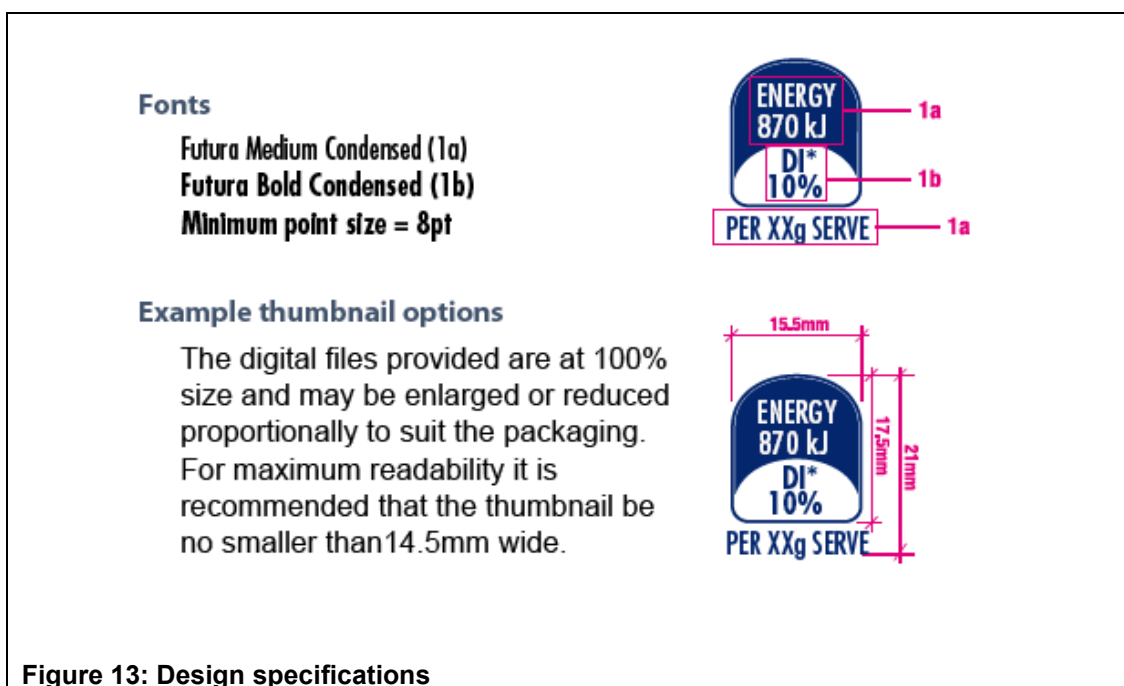 Fonts
Futura Medium Condensed (1a)
Futura Bold Condensed (1b)
Minimum point size = 8pt
ENERGY
870 kJ
DI*
10%
PER XXg SERVE
1a
1b
1a
Example thumbnail options
The digital files provided are at 100%
size and may be enlarged or reduced
proportionally to suit the packaging.
For maximum readability it is
recommended that the thumbnail be
no smaller than14.5mm wide.
15.5mm
ENERGY
870 kJ
DI*
10%
PER XXg SERVE
17.5mm
21mm
Figure 13: Design specifications